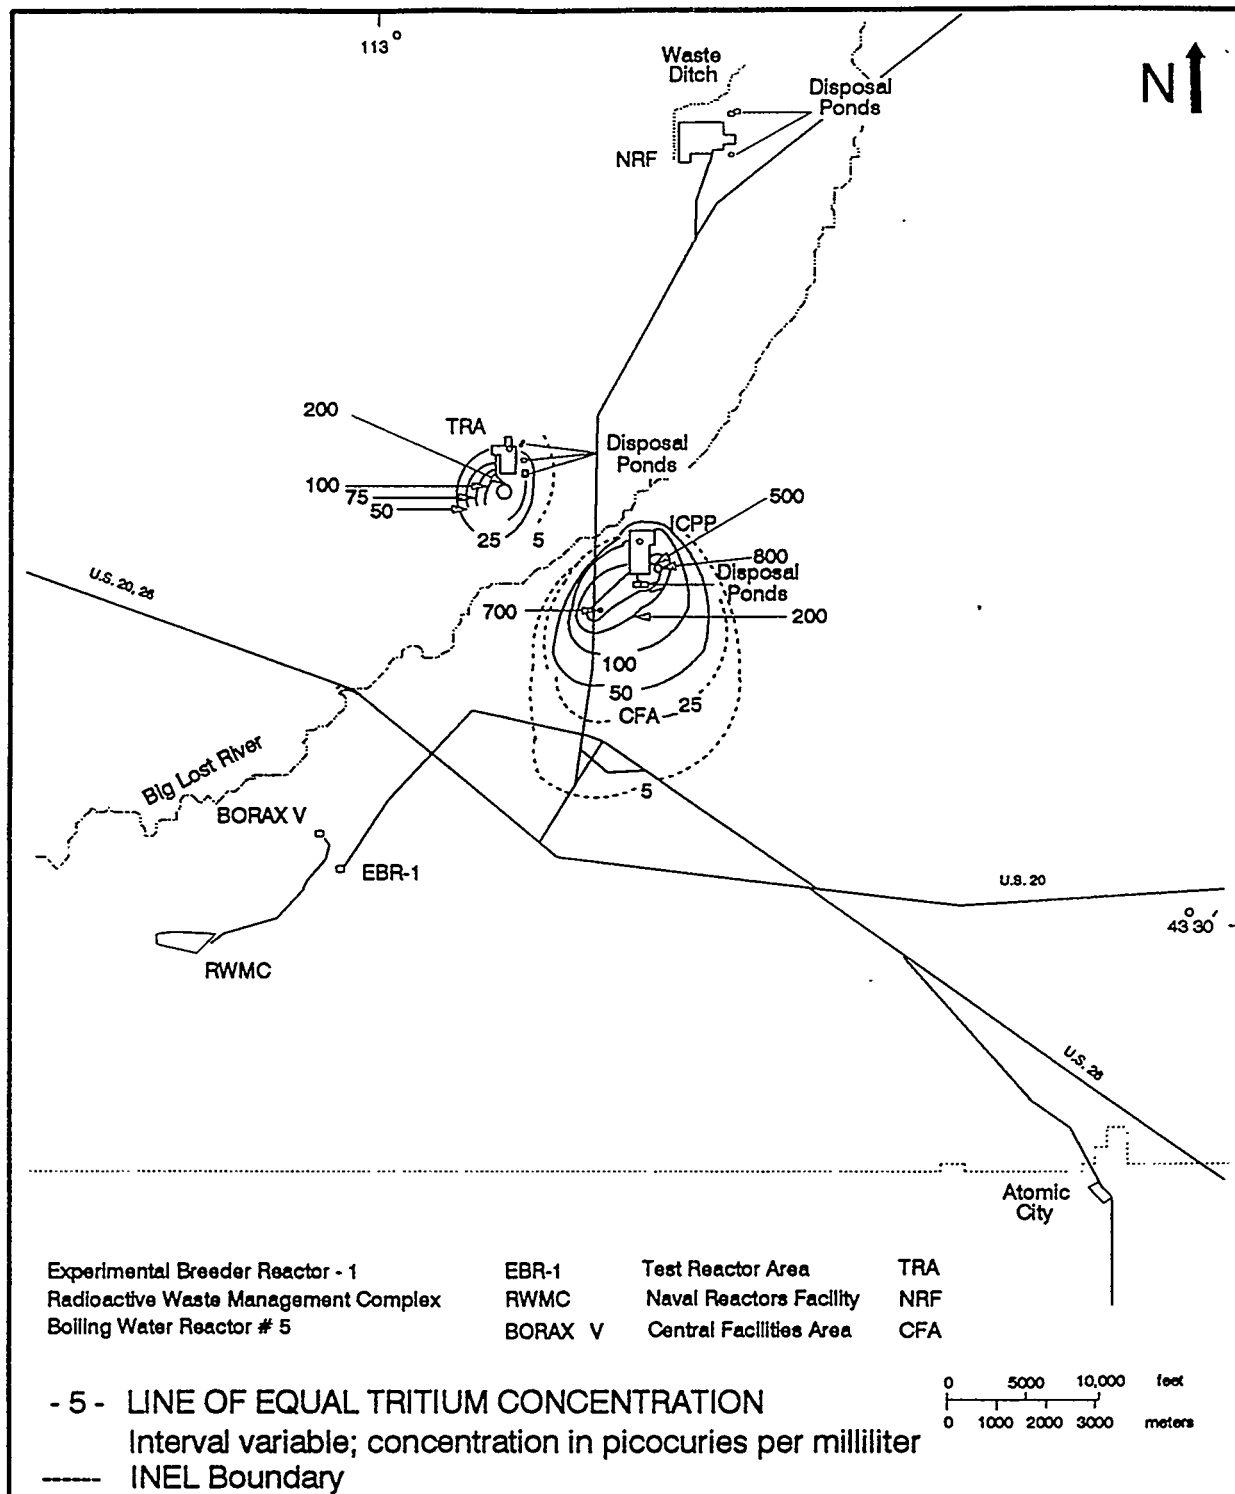 113°
Waste
Ditch
Disposal
Ponds
N
NRF
200
TRA
Disposal
Ponds
100
75
50
25
5
500
ICPP
800
Disposal
Ponds
U.S. 20, 26
700
200
100
50
25
CFA
Big Lost River
5
BORAX V
EBR-1
U.S. 20
43°30′
RWMC
U.S. 26
Atomic
City
Experimental Breeder Reactor - 1 EBR-1 Test Reactor Area TRA
Radioactive Waste Management Complex RWMC Naval Reactors Facility NRF
Boiling Water Reactor # 5 BORAX V Central Facilities Area CFA
0 5000 10,000 feet
0 1000 2000 3000 meters
- 5 - LINE OF EQUAL TRITIUM CONCENTRATION
Interval variable; concentration in picocuries per milliliter
----- INEL Boundary